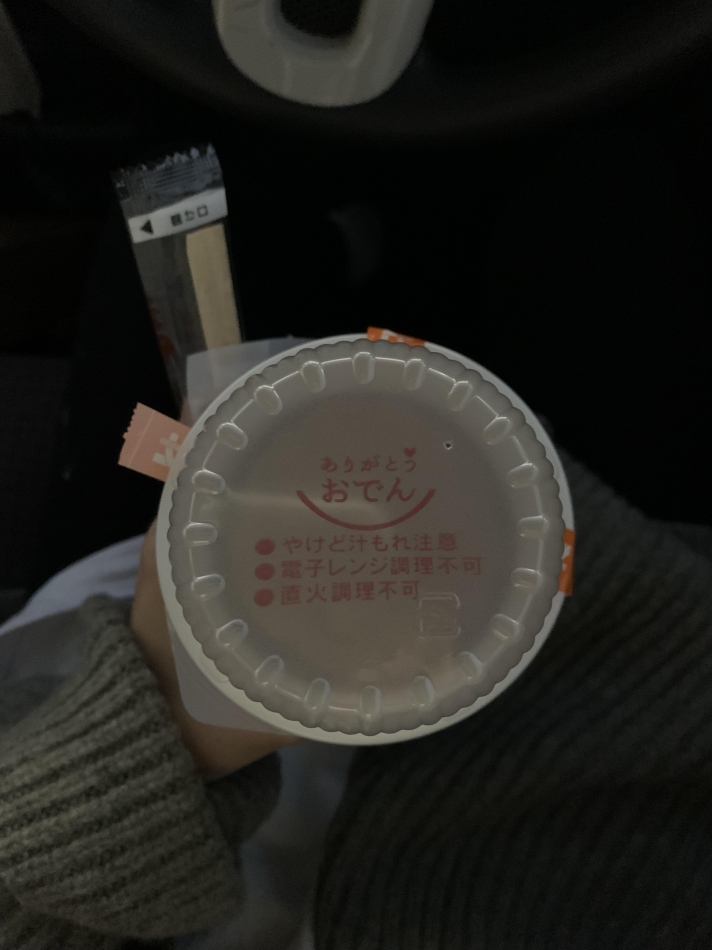 ありがとう
おでん
●やけど汁もれ注意
●電子レンジ調理不可
●直火調理不可